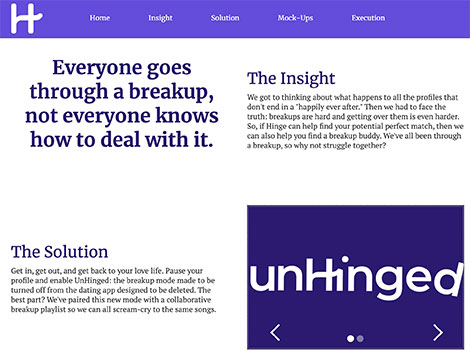 H
Home Insight Solution Mock-Ups Execution
Everyone goes
through a breakup,
not everyone knows
how to deal with it.
The Insight
We got to thinking about what happens to all the profiles that
don't end in a "happily ever after." Then we had to face the
truth: breakups are hard and getting over them is even harder.
So, if Hinge can help find your potential perfect match, then we
can also help you find a breakup buddy. We've all been through
a breakup, so why not struggle together?
The Solution
Get in, get out, and get back to your love life. Pause your
profile and enable UnHinged: the breakup mode made to be
turned off from the dating app designed to be deleted. The
best part? We've paired this new mode with a collaborative
breakup playlist so we can all scream-cry to the same songs.
unHinged